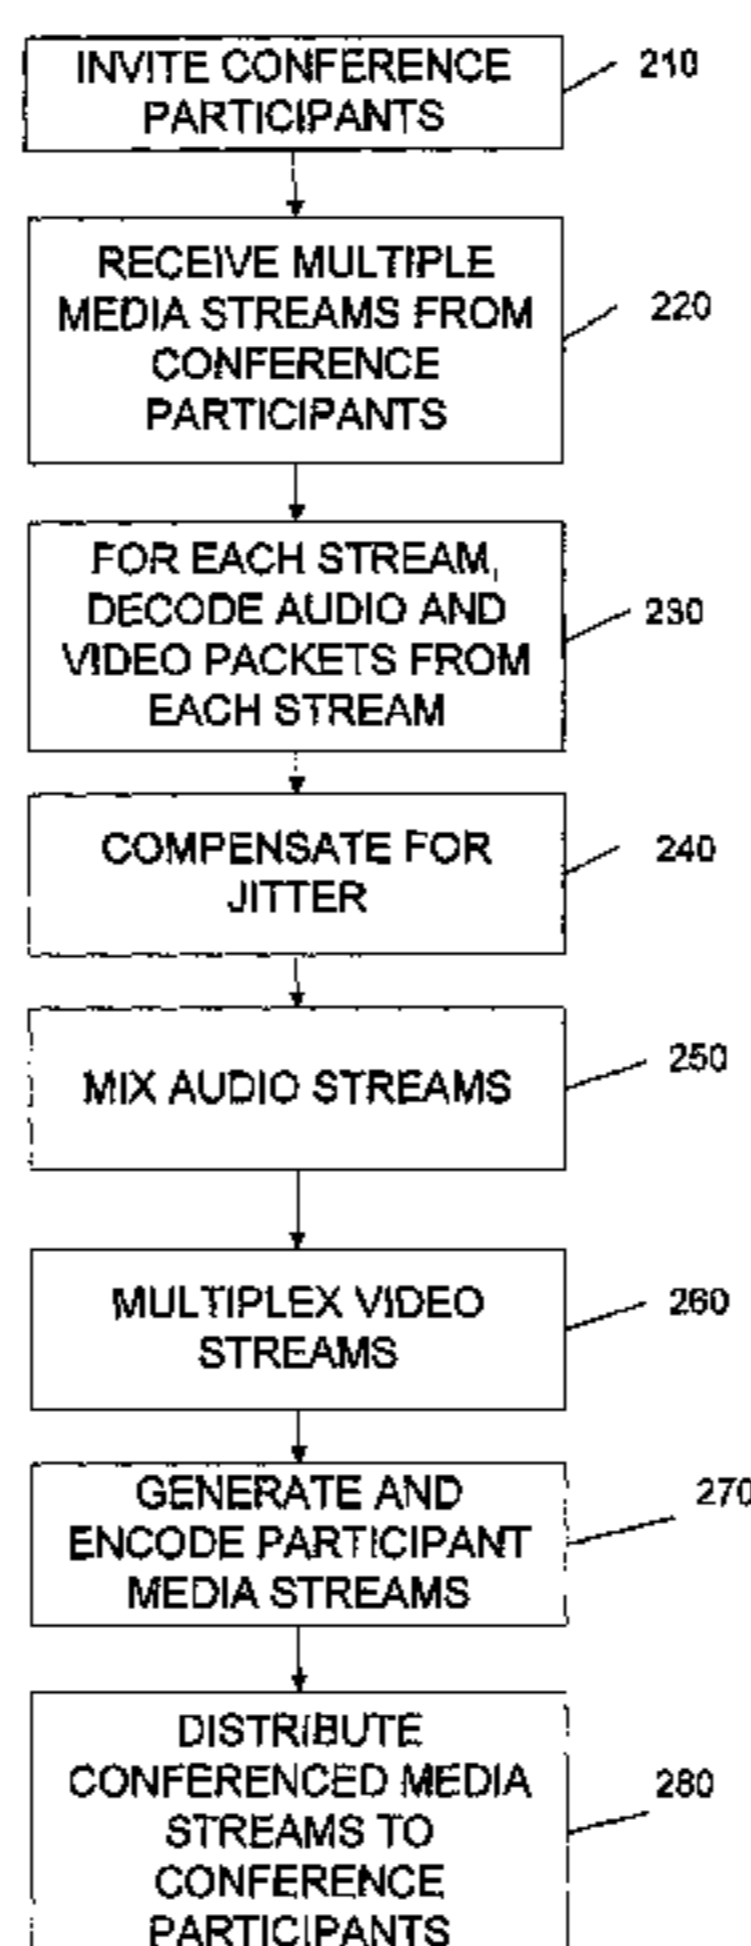 INVITE CONFERENCE
PARTICIPANTS
210
RECEIVE MULTIPLE
MEDIA STREAMS FROM
CONFERENCE
PARTICIPANTS
220
FOR EACH STREAM,
DECODE AUDIO AND
VIDEO PACKETS FROM
EACH STREAM
230
COMPENSATE FOR
JITTER
240
MIX AUDIO STREAMS
250
MULTIPLEX VIDEO
STREAMS
260
GENERATE AND
ENCODE PARTICIPANT
MEDIA STREAMS
270
DISTRIBUTE
CONFERENCED MEDIA
STREAMS TO
CONFERENCE
PARTICIPANTS
280